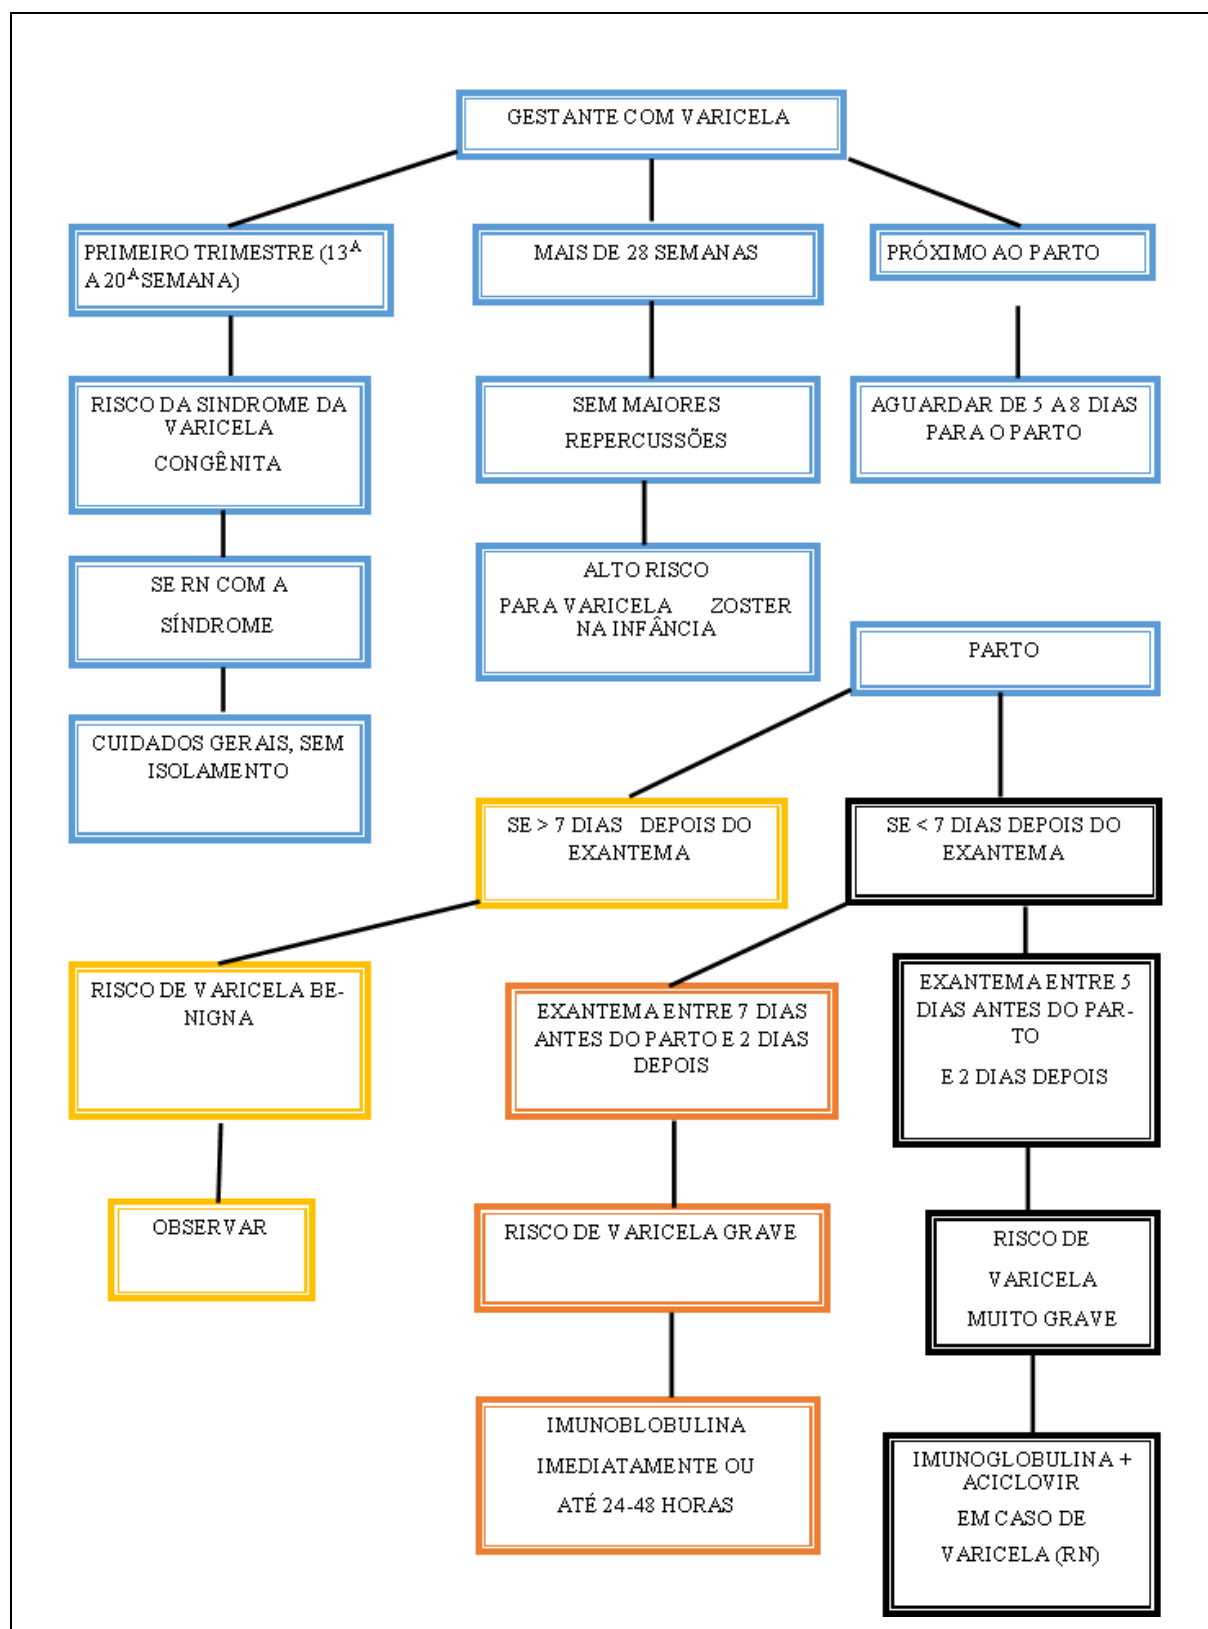 GESTANTE COM VARICELA
PRIMEIRO TRIMESTRE (13ᴬ
A 20ᴬ SEMANA)
MAIS DE 28 SEMANAS
PRÓXIMO AO PARTO
RISCO DA SINDROME DA
VARICELA
CONGÊNITA
SEM MAIORES
REPERCUSSÕES
AGUARDAR DE 5 A 8 DIAS
PARA O PARTO
SE RN COM A
SÍNDROME
ALTO RISCO
PARA VARICELA ZOSTER
NA INFÂNCIA
PARTO
CUIDADOS GERAIS, SEM
ISOLAMENTO
SE > 7 DIAS DEPOIS DO
EXANTEMA
SE < 7 DIAS DEPOIS DO
EXANTEMA
RISCO DE VARICELA BE-
NIGNA
EXANTEMA ENTRE 7 DIAS
ANTES DO PARTO E 2 DIAS
DEPOIS
EXANTEMA ENTRE 5
DIAS ANTES DO PAR-
TO
E 2 DIAS DEPOIS
OBSERVAR
RISCO DE VARICELA GRAVE
RISCO DE
VARICELA
MUITO GRAVE
IMUNOBLOBULINA
IMEDIATAMENTE OU
ATÉ 24-48 HORAS
IMUNOGLOBULINA +
ACICLOVIR
EM CASO DE
VARICELA (RN)